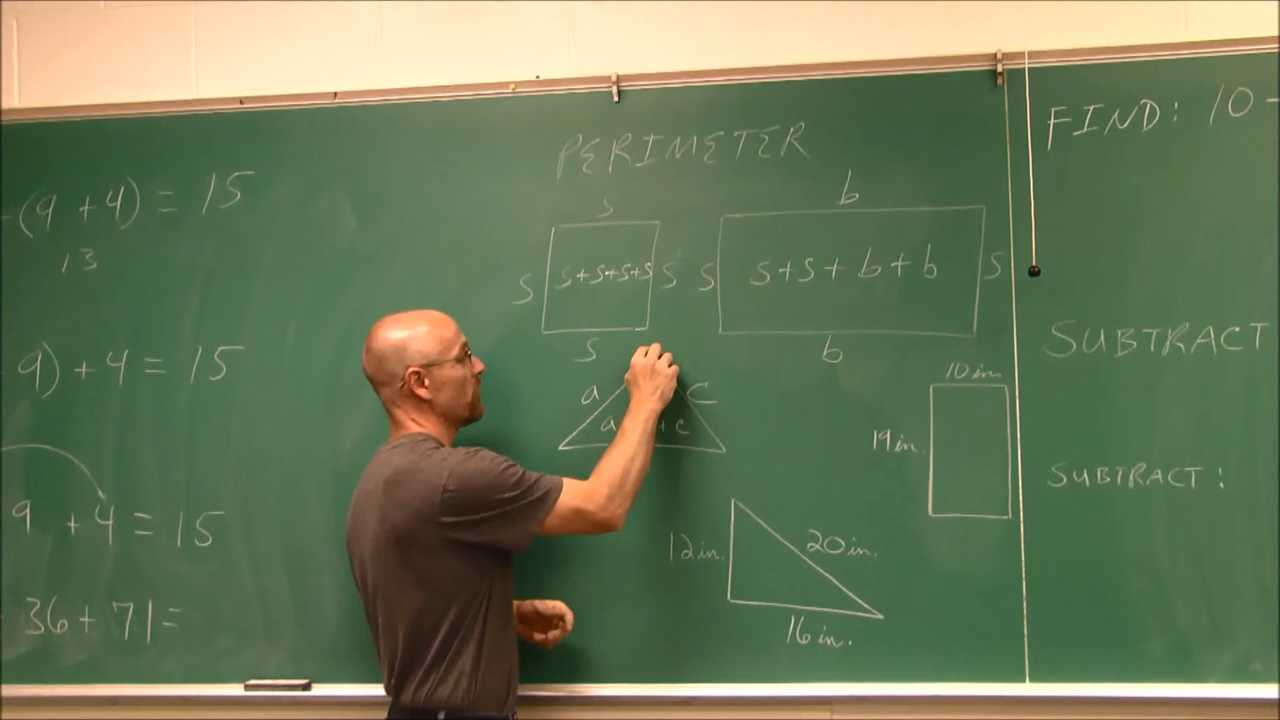 -(9 + 4) = 15
13
9) + 4 = 15
9 + 4 = 15
36 + 71 =
PERIMETER
s
s
s+s+s+s
s
s
b
s
s+s+b+b
s
b
a
c
a
+ c
10 in.
19 in.
12 in.
20 in.
16 in.
FIND: 10-
SUBTRACT
SUBTRACT: